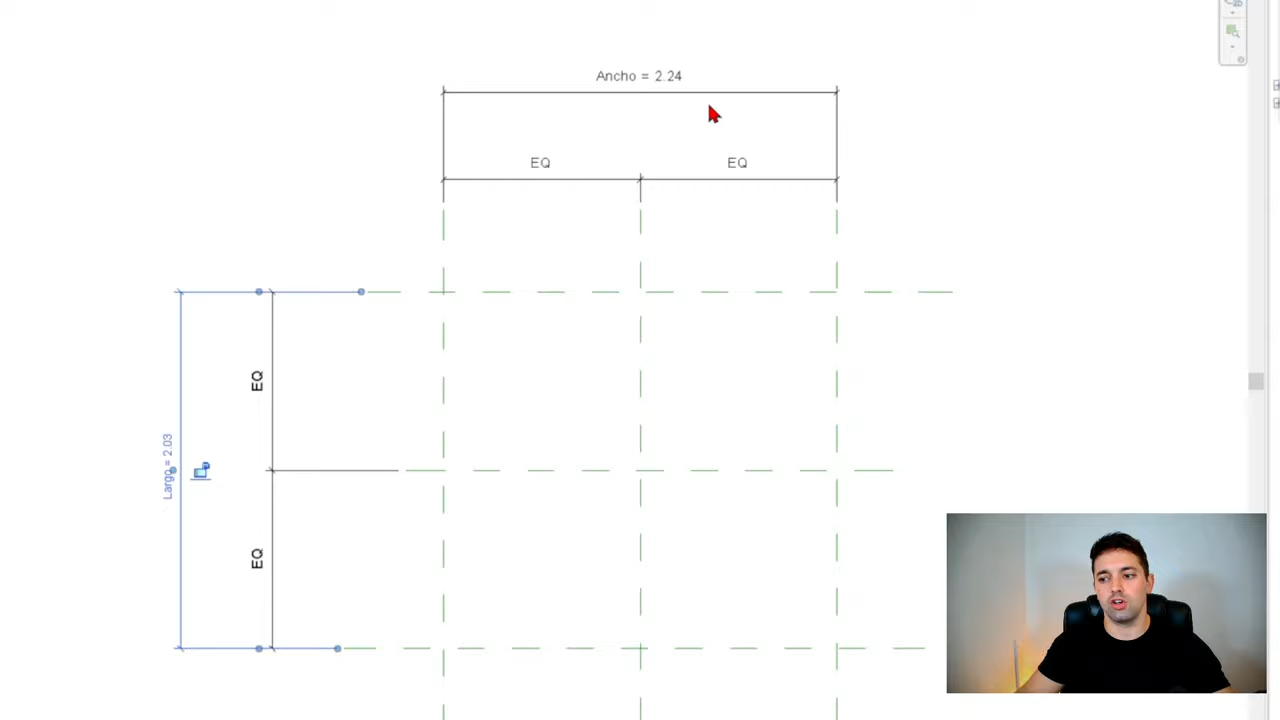 Ancho = 2.24
EQ
EQ
EQ
Largo = 2.03
EQ